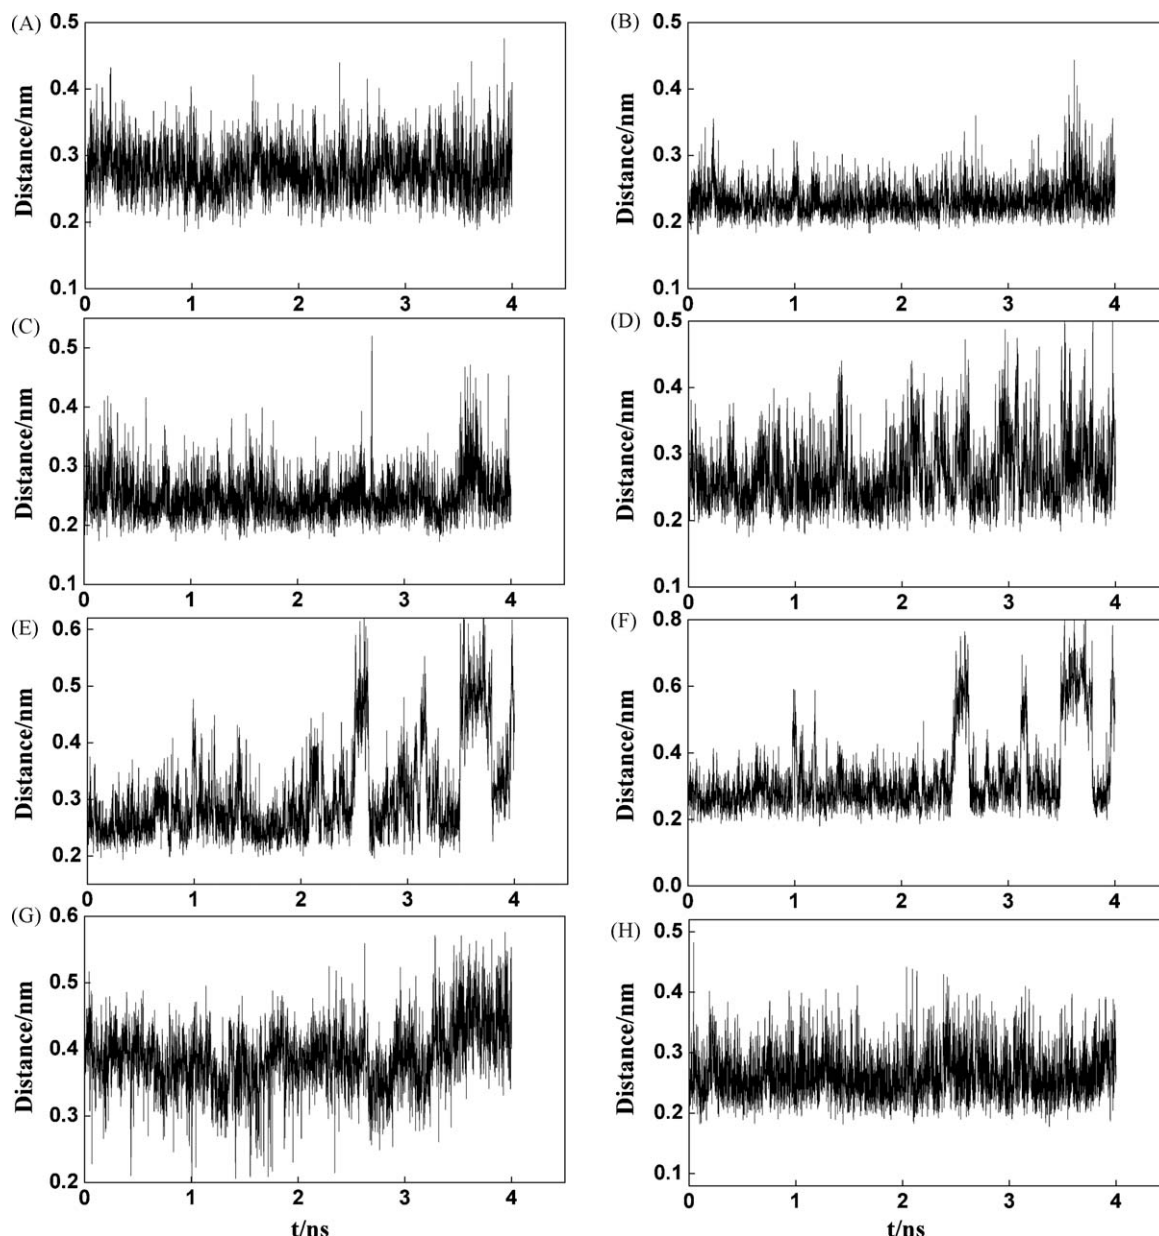 (A) (B)
0.5 0.5
Distance/nm Distance/nm
0.4 0.4
0.3 0.3
0.2 0.2
0.1 0.1
0 1 2 3 4 0 1 2 3 4
(C) (D)
0.5 0.5
Distance/nm Distance/nm
0.4 0.4
0.3 0.3
0.2 0.2
0.1 0.1
0 1 2 3 4 0 1 2 3 4
(E) (F)
0.6 0.8
Distance/nm Distance/nm
0.5 0.6
0.4 0.4
0.3 0.2
0.2 0.0
0 1 2 3 4 0 1 2 3 4
(G) (H)
0.6 0.5
Distance/nm Distance/nm
0.5 0.4
0.4 0.3
0.3 0.2
0.2 0.1
0 1 2 3 4 0 1 2 3 4
t/ns t/ns